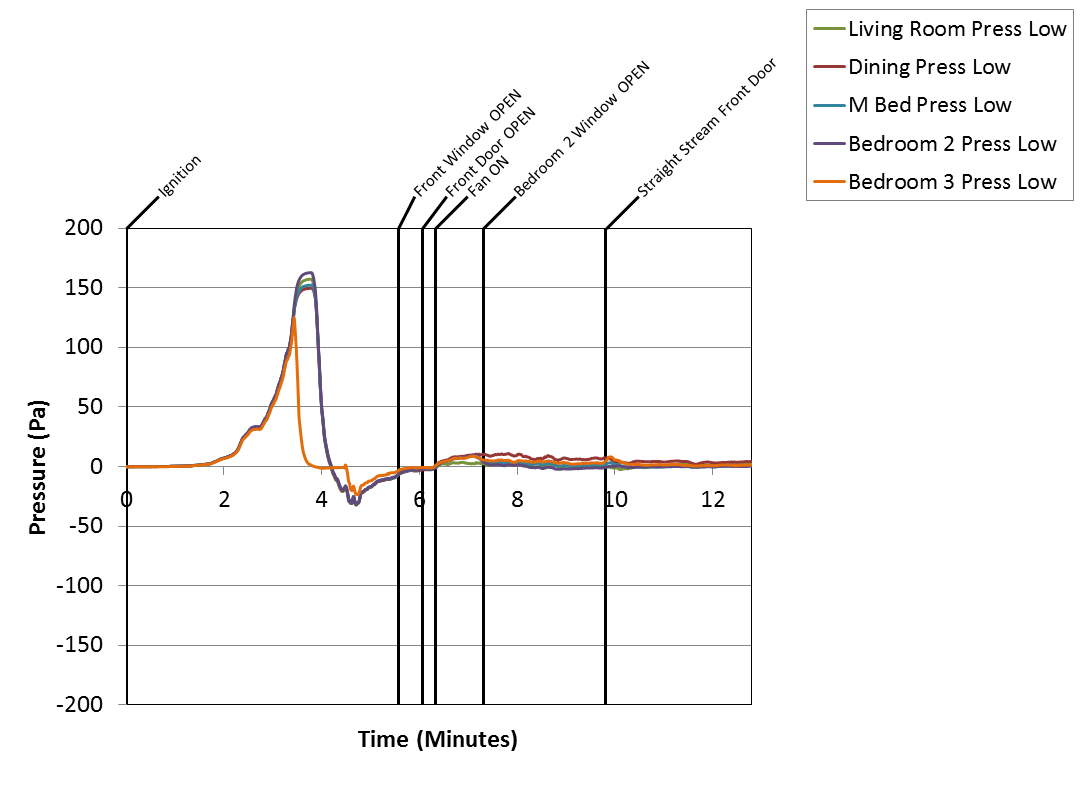 Living Room Press Low
Dining Press Low
M Bed Press Low
Bedroom 2 Press Low
Bedroom 3 Press Low
Ignition
Front Window OPEN
Front Door OPEN
Fan ON
Bedroom 2 Window OPEN
Straight Stream Front Door
200
150
100
50
0
-50
-100
-150
-200
0 2 4 6 8 10 12
Pressure (Pa)
Time (Minutes)